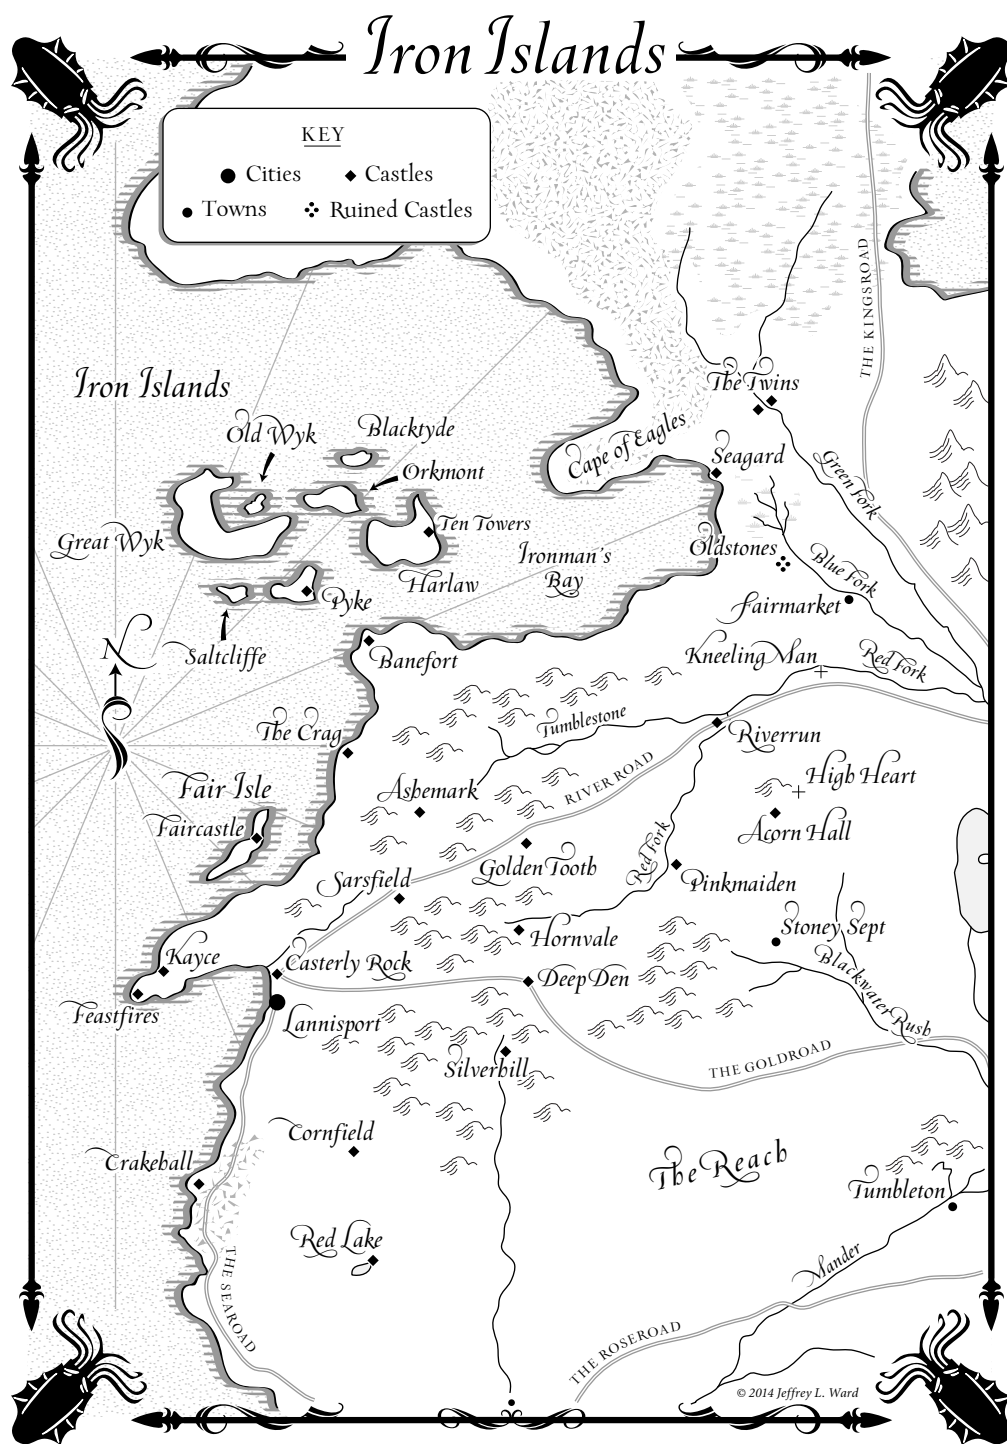 Iron Islands
KEY
Cities
Castles
Towns
Ruined Castles
THE KINGSROAD
Iron Islands
The Twins
Old Wyk
Blacktyde
Cape of Eagles
Seagard
Orkmont
Green Fork
Ten Towers
Great Wyk
Ironman's
Bay
Oldstones
Blue Fork
Harlaw
Pyke
Fairmarket
N
Saltcliffe
Banefort
Kneeling Man
Red Fork
Tumblestone
The Crag
Riverrun
Fair Isle
Ashemark
RIVER ROAD
High Heart
Faircastle
Acorn Hall
Red Fork
Golden Tooth
Sarsfield
Pinkmaiden
Stoney Sept
Hornvale
Kayce
Casterly Rock
Deep Den
Blackwater Rush
Feastfires
Lannisport
THE GOLDROAD
Silverhill
Cornfield
The Reach
Crakehall
Tumbleton
Red Lake
Mander
THE SEAROAD
THE ROSEROAD
© 2014 Jeffrey L. Ward